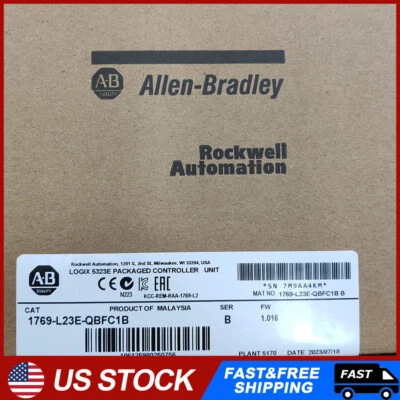 A-B
QUALITY
Allen-Bradley
Rockwell
Automation
Rockwell Automation, 1201 S. 2nd St, Milwaukee, WI 53204, USA
LOGIX 5323E PACKAGED CONTROLLER UNIT
A-B
CE
N223
KCC-REM-RAA-1769-L2
*SN 7M9AA4KM*
MAT NO 1769-L23E-QBFC1B B
CAT
PRODUCT OF MALAYSIA
SER
FW
1769-L23E-QBFC1B
B
1.016
PLANT 5170 DATE 2023/07/18
US STOCK
FAST&FREE
SHIPPING
FAST